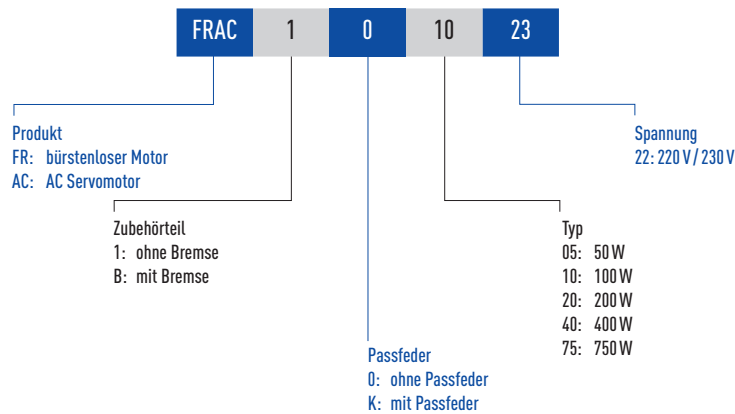 FRAC 1 0 10 23
Produkt
FR: bürstenloser Motor
AC: AC Servomotor
Spannung
22: 220 V / 230 V
Zubehörteil
1: ohne Bremse
B: mit Bremse
Typ
05: 50 W
10: 100 W
20: 200 W
40: 400 W
75: 750 W
Passfeder
0: ohne Passfeder
K: mit Passfeder